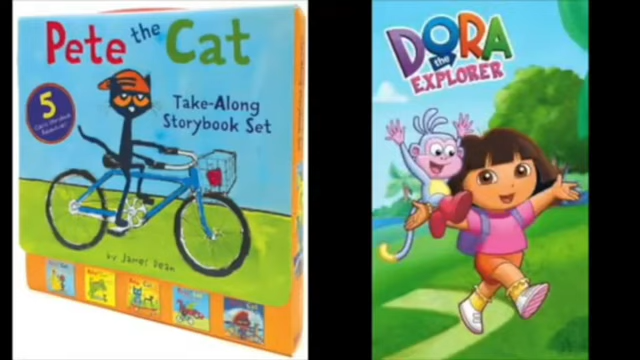 Pete the Cat
5
Take-Along
Storybook Set
by James Dean
DORA
the
EXPLORER